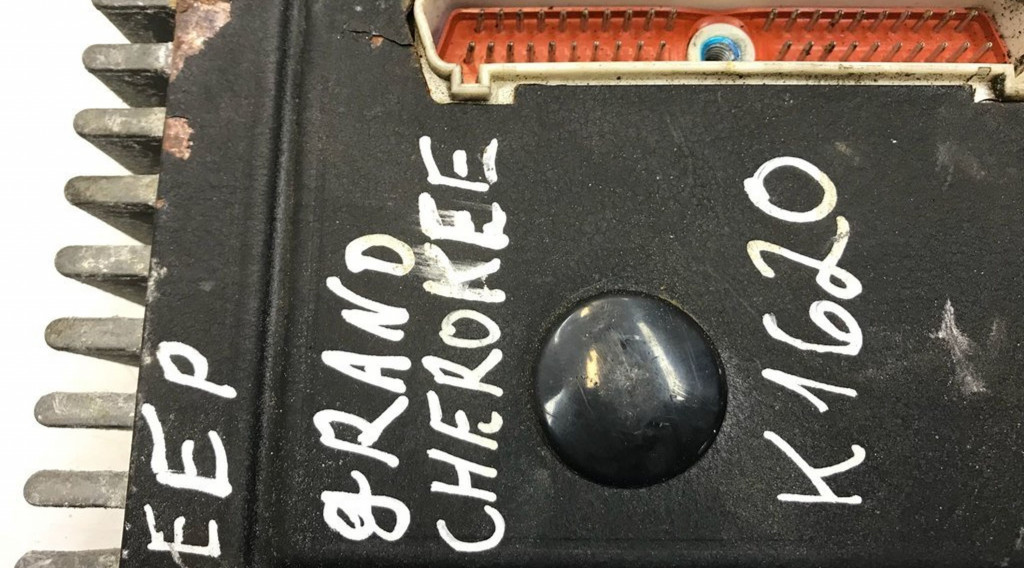 EEP
GRAND
CHEROKEE
K1620